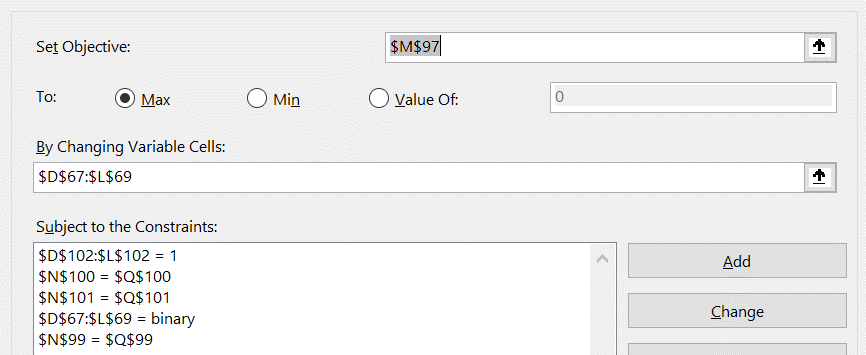 Set Objective: $M$97
To: Max Min Value Of: 0
By Changing Variable Cells:
$D$67:$L$69
Subject to the Constraints:
$D$102:$L$102 = 1
$N$100 = $Q$100
$N$101 = $Q$101
$D$67:$L$69 = binary
$N$99 = $Q$99
Add
Change